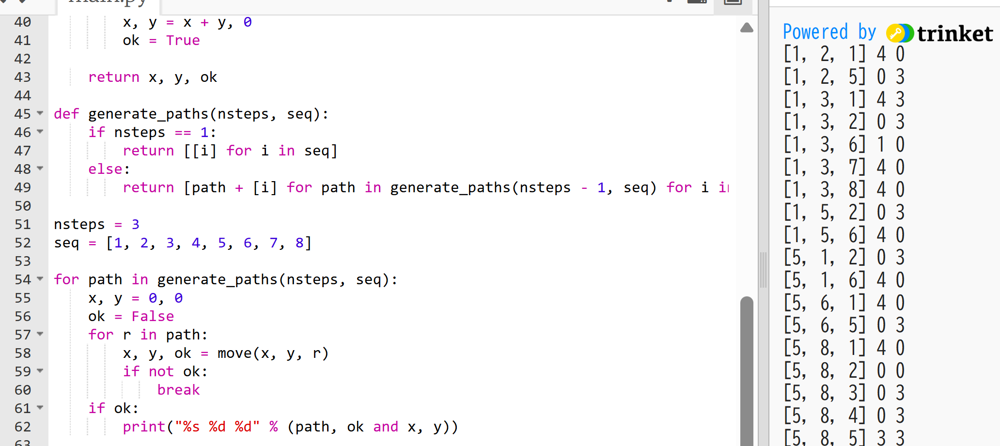 main.py
40 x, y = x + y, 0
41 ok = True
42
43 return x, y, ok
44
45 def generate_paths(nsteps, seq):
46 if nsteps == 1:
47 return [[i] for i in seq]
48 else:
49 return [path + [i] for path in generate_paths(nsteps - 1, seq) for i in
50
51 nsteps = 3
52 seq = [1, 2, 3, 4, 5, 6, 7, 8]
53
54 for path in generate_paths(nsteps, seq):
55 x, y = 0, 0
56 ok = False
57 for r in path:
58 x, y, ok = move(x, y, r)
59 if not ok:
60 break
61 if ok:
62 print("%s %d %d" % (path, ok and x, y))
63
Powered by trinket
[1, 2, 1] 4 0
[1, 2, 5] 0 3
[1, 3, 1] 4 3
[1, 3, 2] 0 3
[1, 3, 6] 1 0
[1, 3, 7] 4 0
[1, 3, 8] 4 0
[1, 5, 2] 0 3
[1, 5, 6] 4 0
[5, 1, 2] 0 3
[5, 1, 6] 4 0
[5, 6, 1] 4 0
[5, 6, 5] 0 3
[5, 8, 1] 4 0
[5, 8, 2] 0 0
[5, 8, 3] 0 3
[5, 8, 4] 0 3
[5, 8, 5] 3 3